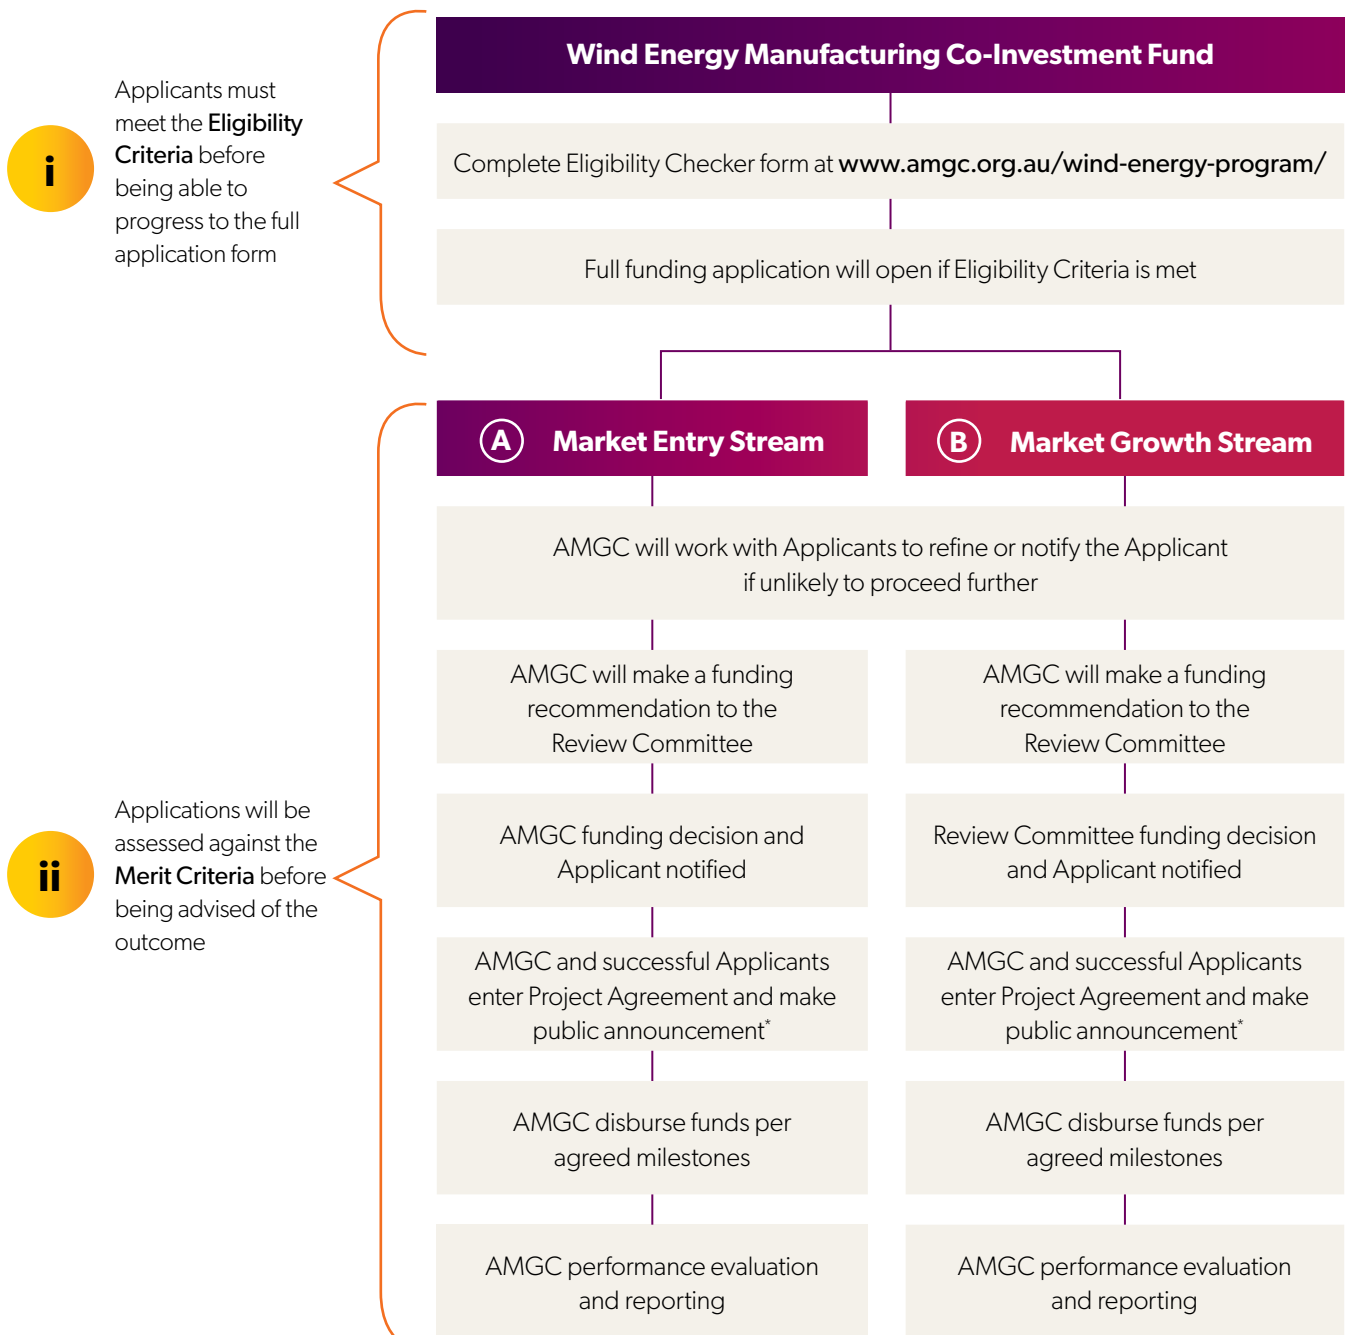 Wind Energy Manufacturing Co-Investment Fund
i
Applicants must
meet the Eligibility
Criteria before
being able to
progress to the full
application form
Complete Eligibility Checker form at www.amgc.org.au/wind-energy-program/
Full funding application will open if Eligibility Criteria is met
A Market Entry Stream
B Market Growth Stream
AMGC will work with Applicants to refine or notify the Applicant
if unlikely to proceed further
AMGC will make a funding
recommendation to the
Review Committee
AMGC will make a funding
recommendation to the
Review Committee
ii
Applications will be
assessed against the
Merit Criteria before
being advised of the
outcome
AMGC funding decision and
Applicant notified
Review Committee funding decision
and Applicant notified
AMGC and successful Applicants
enter Project Agreement and make
public announcement*
AMGC and successful Applicants
enter Project Agreement and make
public announcement*
AMGC disburse funds per
agreed milestones
AMGC disburse funds per
agreed milestones
AMGC performance evaluation
and reporting
AMGC performance evaluation
and reporting